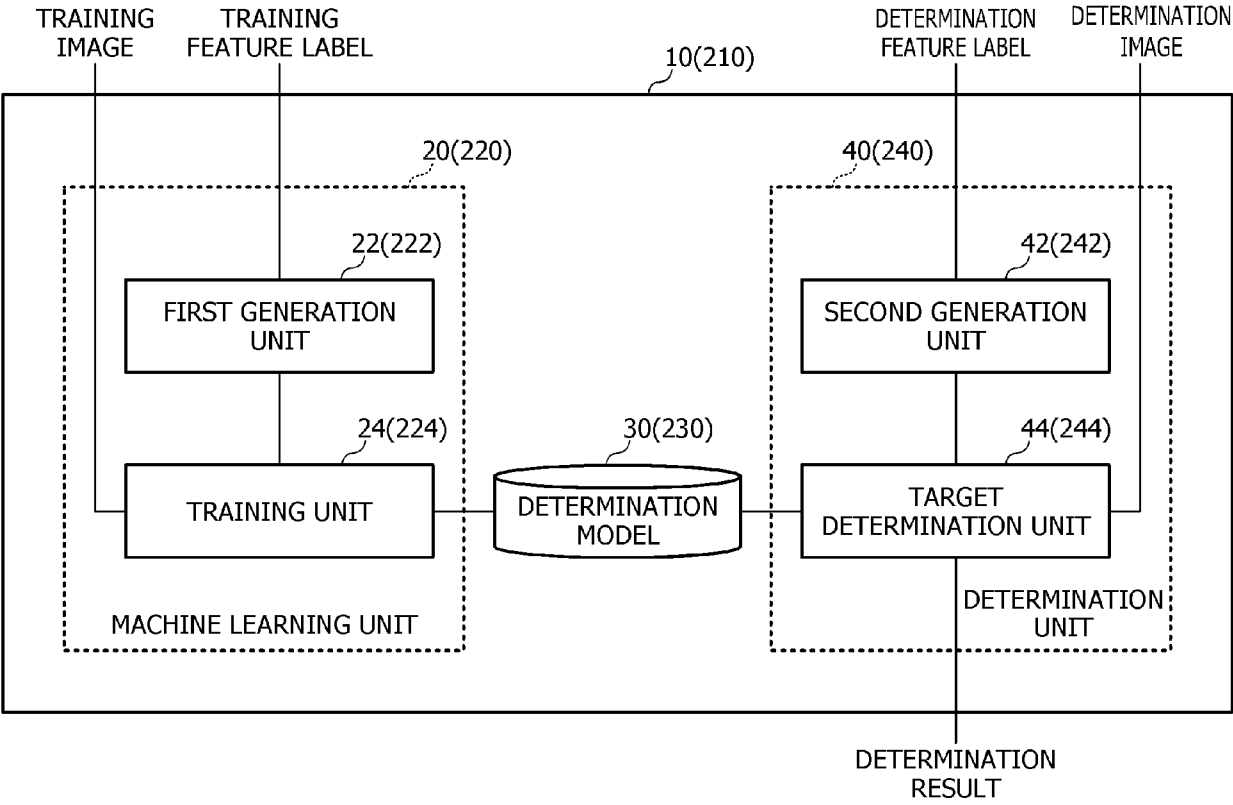 TRAINING
IMAGE
TRAINING
FEATURE LABEL
DETERMINATION
FEATURE LABEL
DETERMINATION
IMAGE
10(210)
20(220)
40(240)
22(222)
42(242)
FIRST GENERATION
UNIT
SECOND GENERATION
UNIT
24(224)
30(230)
44(244)
TRAINING UNIT
DETERMINATION
MODEL
TARGET
DETERMINATION UNIT
MACHINE LEARNING UNIT
DETERMINATION
UNIT
DETERMINATION
RESULT